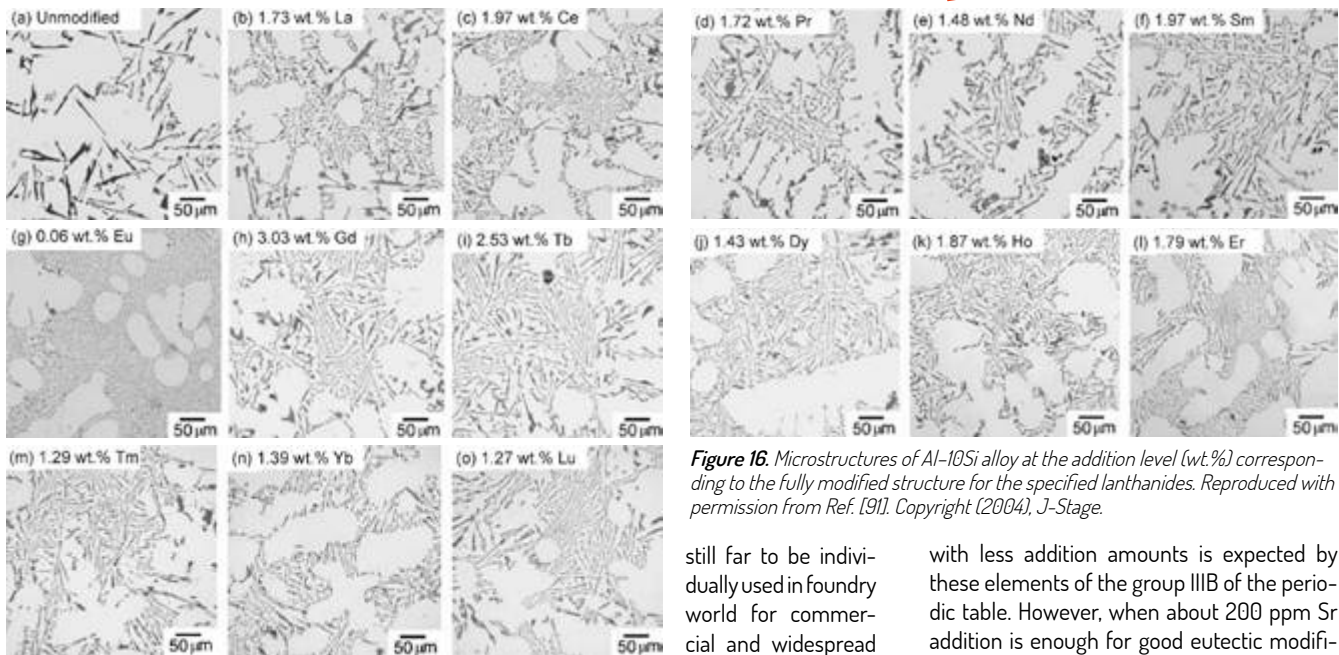 (a) Unmodified
50 μm
(b) 1.73 wt.% La
50 μm
(c) 1.97 wt.% Ce
50 μm
(d) 1.72 wt.% Pr
50 μm
(e) 1.48 wt.% Nd
50 μm
(f) 1.97 wt.% Sm
50 μm
(g) 0.06 wt.% Eu
50 μm
(h) 3.03 wt.% Gd
50 μm
(i) 2.53 wt.% Tb
50 μm
(j) 1.43 wt.% Dy
50 μm
(k) 1.87 wt.% Ho
50 μm
(l) 1.79 wt.% Er
50 μm
(m) 1.29 wt.% Tm
50 μm
(n) 1.39 wt.% Yb
50 μm
(o) 1.27 wt.% Lu
50 μm
Figure 16. Microstructures of Al-10Si alloy at the addition level (wt.%) correspon-
ding to the fully modified structure for the specified lanthanides. Reproduced with
permission from Ref. [91]. Copyright (2004), J-Stage.
still far to be indivi-
dually used in foundry
world for commer-
cial and widespread
with less addition amounts is expected by
these elements of the group IIIB of the perio-
dic table. However, when about 200 ppm Sr
addition is enough for good eutectic modifi-